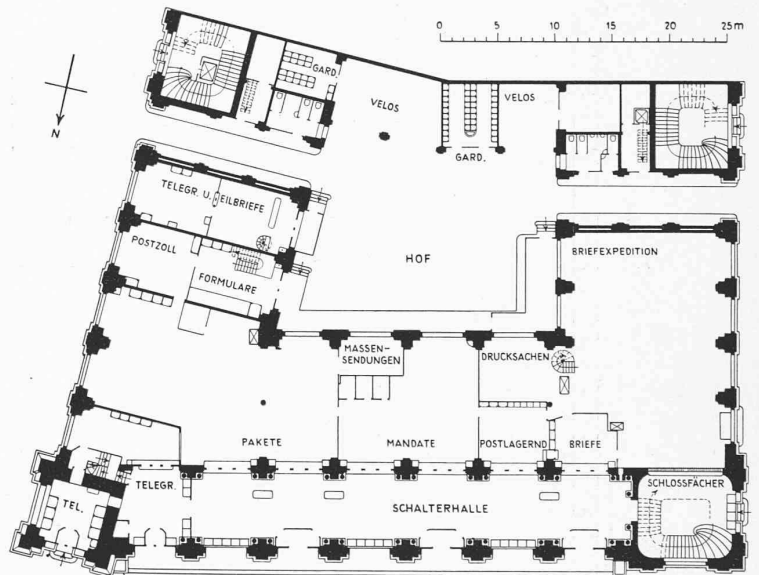 0 5 10 15 20 25 m
GARD.
VELOS
VELOS
GARD.
N
TELEGR. U. EILBRIEFE
POSTZOLL
FORMULARE
HOF
BRIEFEXPEDITION
MASSEN-
SENDUNGEN
DRUCKSACHEN
PAKETE
MANDATE
POSTLAGERND
BRIEFE
TELEGR.
TEL.
SCHALTERHALLE
SCHLOSSFÄCHER